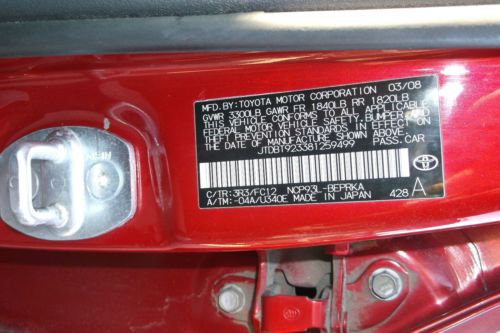 MFD. BY: TOYOTA MOTOR CORPORATION 03/08
GVWR 3300LB GAWR FR 1840LB RR 1820LB
THIS VEHICLE CONFORMS TO ALL APPLICABLE
FEDERAL MOTOR VEHICLE SAFETY, BUMPER, AND
THEFT PREVENTION STANDARDS IN EFFECT ON
THE DATE OF MANUFACTURE SHOWN ABOVE.
JTDBT923381259499 PASS.CAR
C/TR: 3R3/FC12 NCP93L-BEPRKA
A/TM: -04A/U340E MADE IN JAPAN 428 A